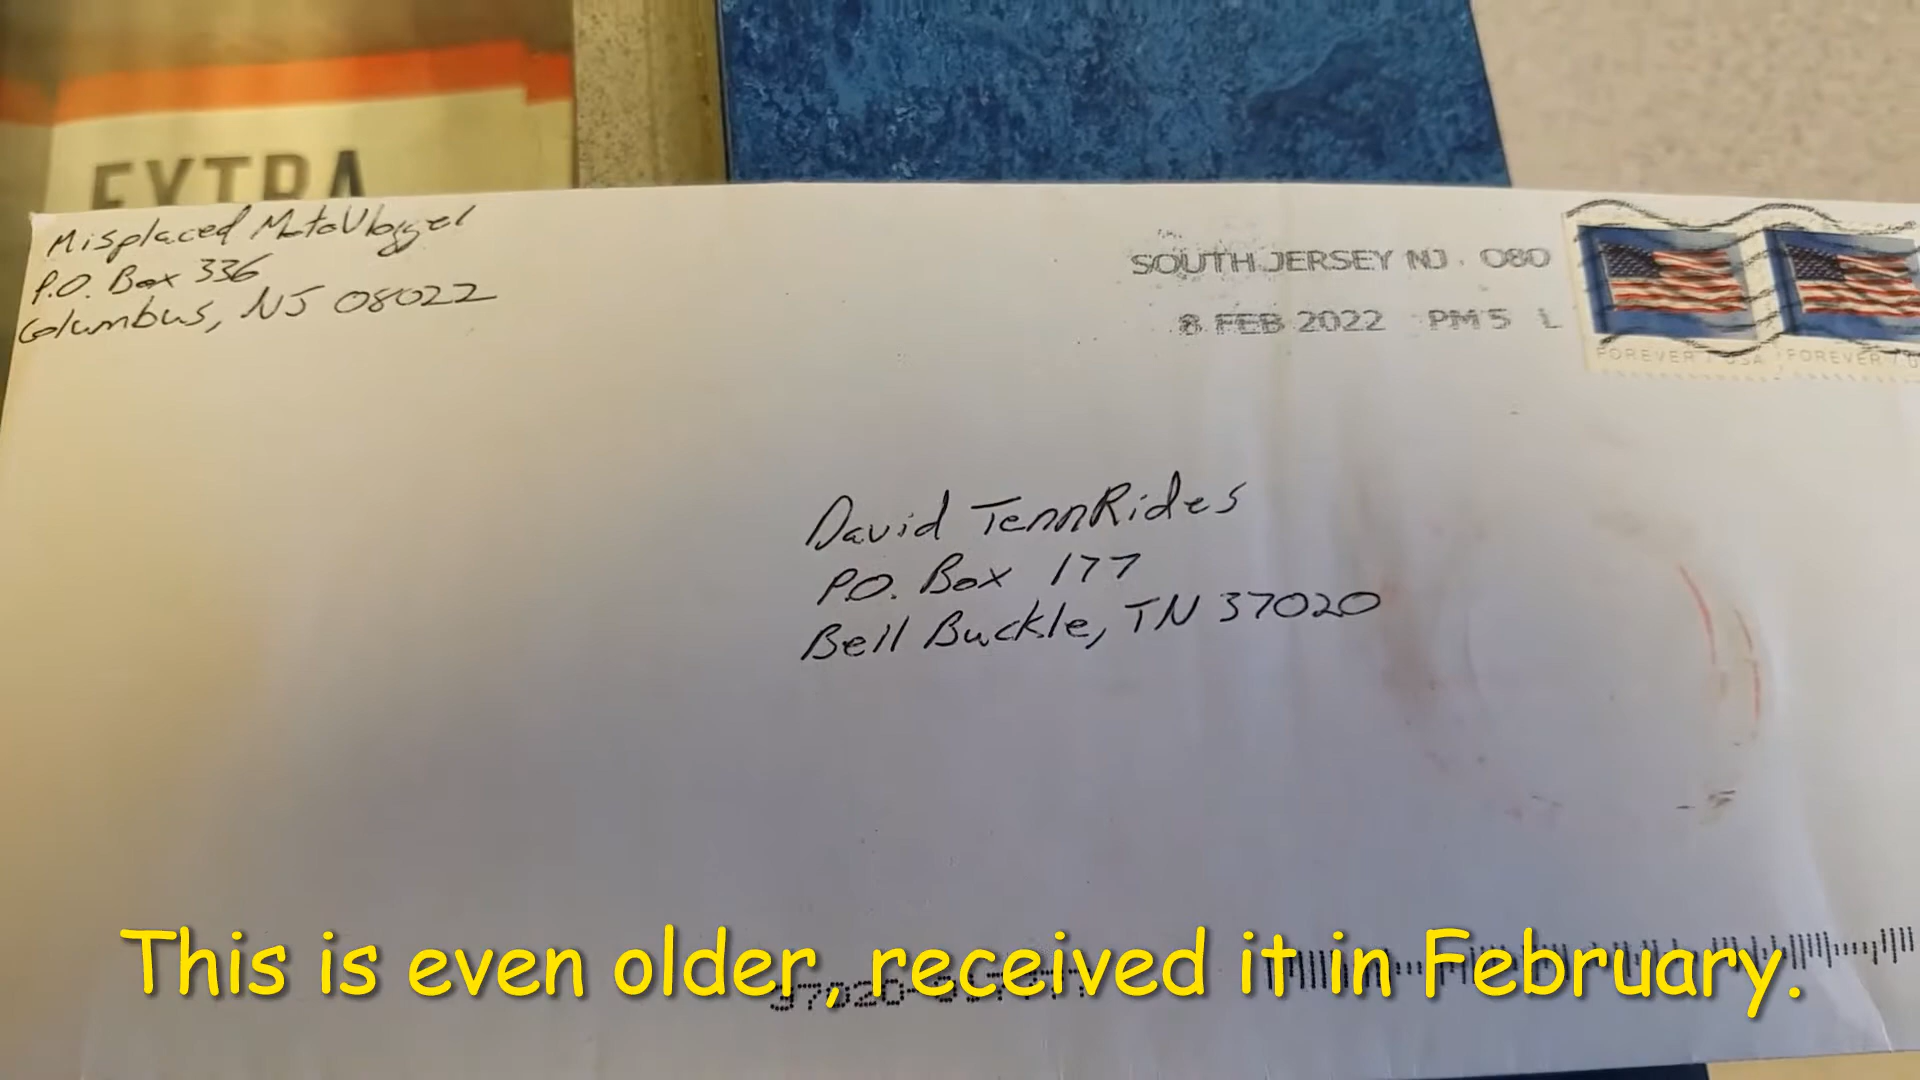 EXTRA
Misplaced MotoVlogger
P.O. Box 336
Columbus, NJ 08022
SOUTH JERSEY NJ 080
8 FEB 2022 PM 5 L
FOREVER / USA FOREVER / U
David TennRides
P.O. Box 177
Bell Buckle, TN 37020
This is even older, received it in February.